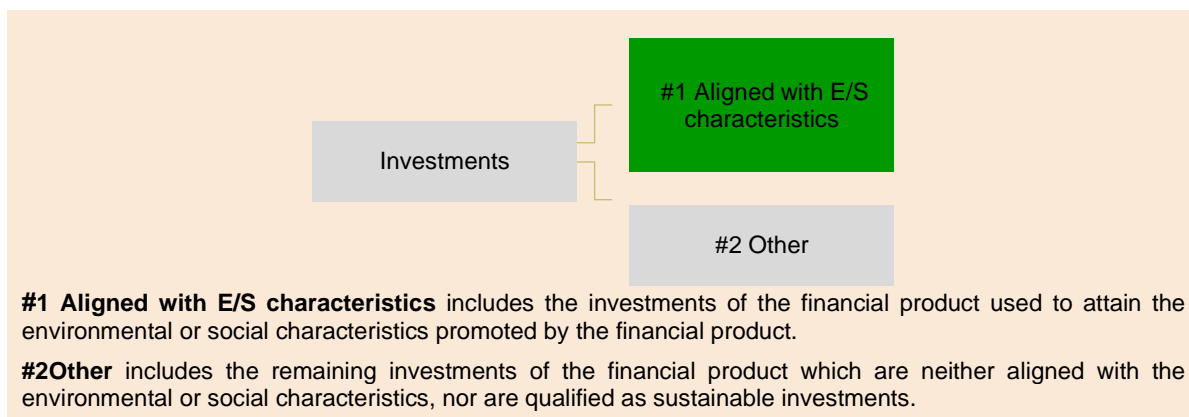 #1 Aligned with E/S
characteristics
Investments
#2 Other
#1 Aligned with E/S characteristics includes the investments of the financial product used to attain the
environmental or social characteristics promoted by the financial product.
#2Other includes the remaining investments of the financial product which are neither aligned with the
environmental or social characteristics, nor are qualified as sustainable investments.